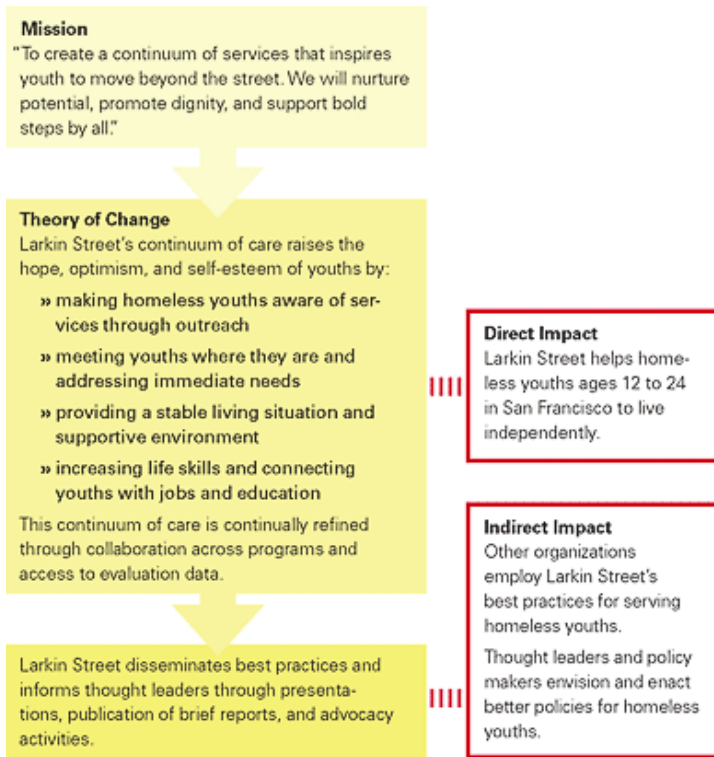 Mission
"To create a continuum of services that inspires
youth to move beyond the street. We will nurture
potential, promote dignity, and support bold
steps by all."
Theory of Change
Larkin Street's continuum of care raises the
hope, optimism, and self-esteem of youths by:
» making homeless youths aware of ser-
vices through outreach
» meeting youths where they are and
addressing immediate needs
» providing a stable living situation and
supportive environment
» increasing life skills and connecting
youths with jobs and education
This continuum of care is continually refined
through collaboration across programs and
access to evaluation data.
Direct Impact
Larkin Street helps home-
less youths ages 12 to 24
in San Francisco to live
independently.
Larkin Street disseminates best practices and
informs thought leaders through presenta-
tions, publication of brief reports, and advocacy
activities.
Indirect Impact
Other organizations
employ Larkin Street's
best practices for serving
homeless youths.
Thought leaders and policy
makers envision and enact
better policies for homeless
youths.